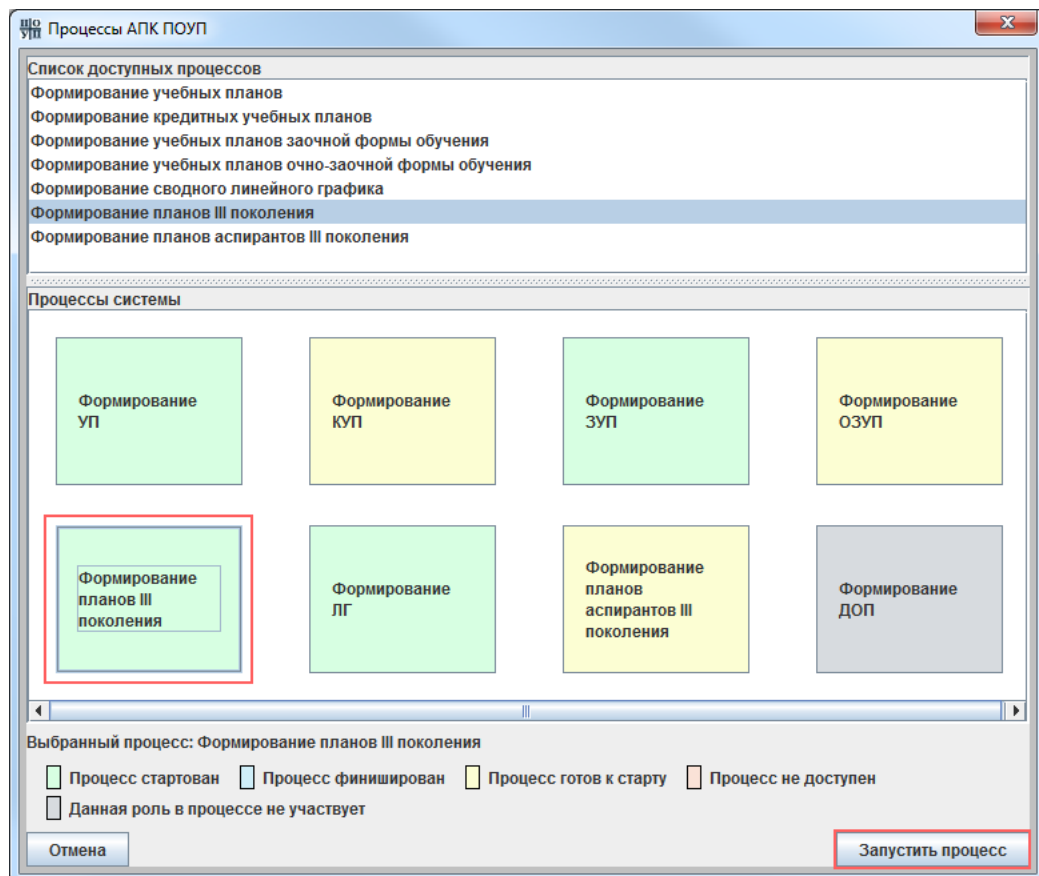 Процессы АПК ПОУП
Список доступных процессов
Формирование учебных планов
Формирование кредитных учебных планов
Формирование учебных планов заочной формы обучения
Формирование учебных планов очно-заочной формы обучения
Формирование сводного линейного графика
Формирование планов III поколения
Формирование планов аспирантов III поколения
Процессы системы
Формирование
УП
Формирование
КУП
Формирование
ЗУП
Формирование
ОЗУП
Формирование
планов III
поколения
Формирование
ЛГ
Формирование
планов
аспирантов III
поколения
Формирование
ДОП
Выбранный процесс: Формирование планов III поколения
Процесс стартован Процесс финиширован Процесс готов к старту Процесс не доступен
Данная роль в процессе не участвует
Отмена Запустить процесс